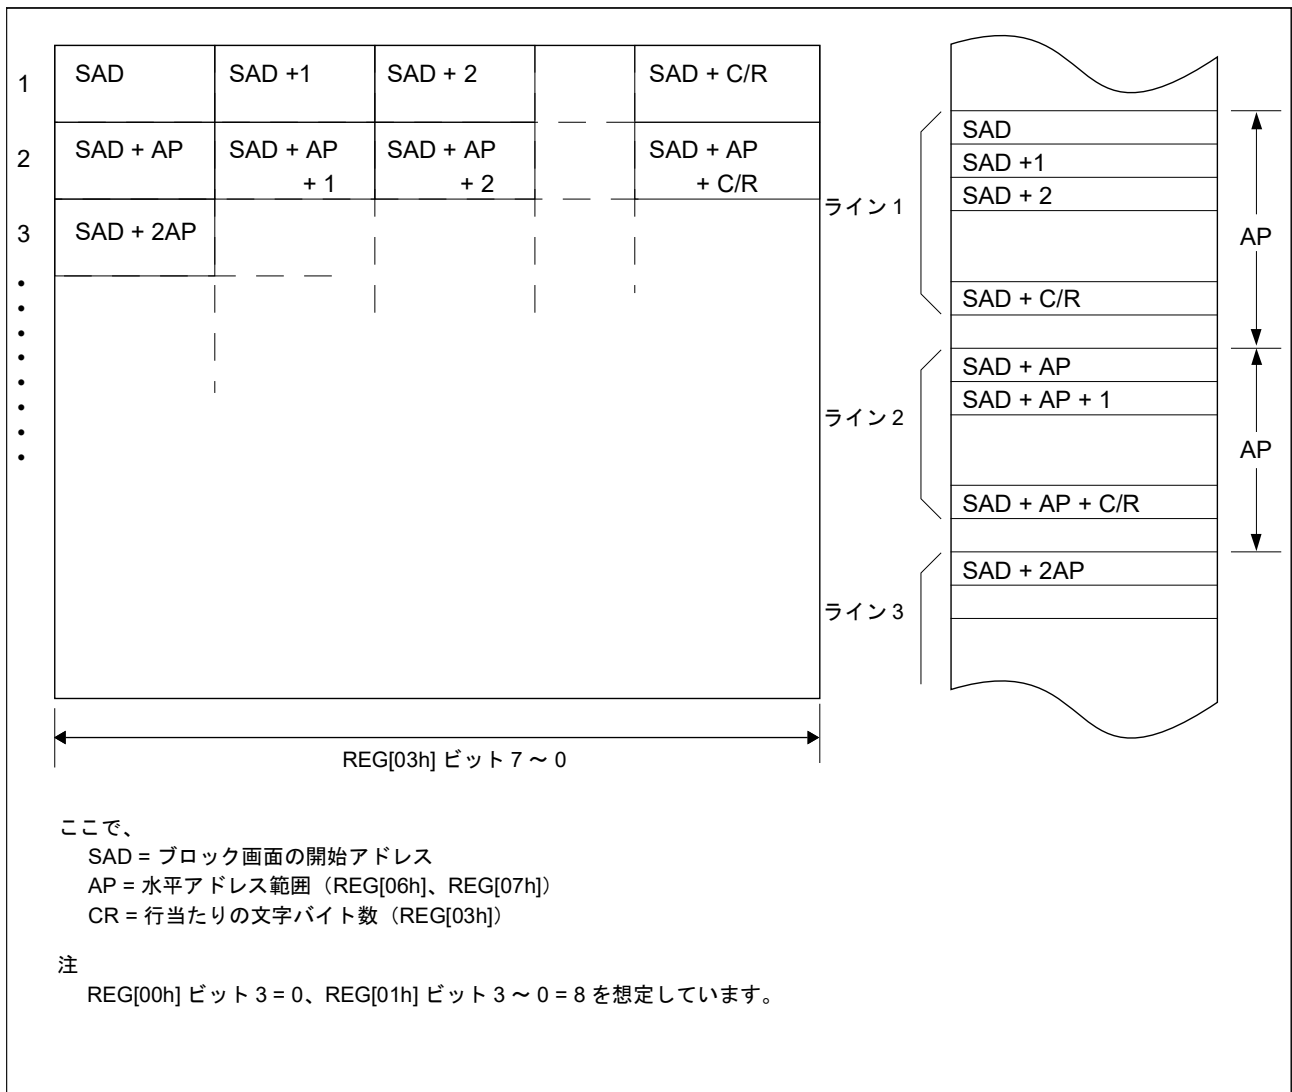 1
SAD
SAD +1
SAD + 2
SAD + C/R
2
SAD + AP
SAD + AP
+ 1
SAD + AP
+ 2
SAD + AP
+ C/R
3
SAD + 2AP
REG[03h] ビット 7 ～ 0
ライン 1
SAD
SAD +1
SAD + 2
SAD + C/R
AP
ライン 2
SAD + AP
SAD + AP + 1
SAD + AP + C/R
AP
ライン 3
SAD + 2AP
ここで、
SAD = ブロック画面の開始アドレス
AP = 水平アドレス範囲（REG[06h]、REG[07h]）
CR = 行当たりの文字バイト数（REG[03h]）
注
REG[00h] ビット 3 = 0、REG[01h] ビット 3 ～ 0 = 8 を想定しています。